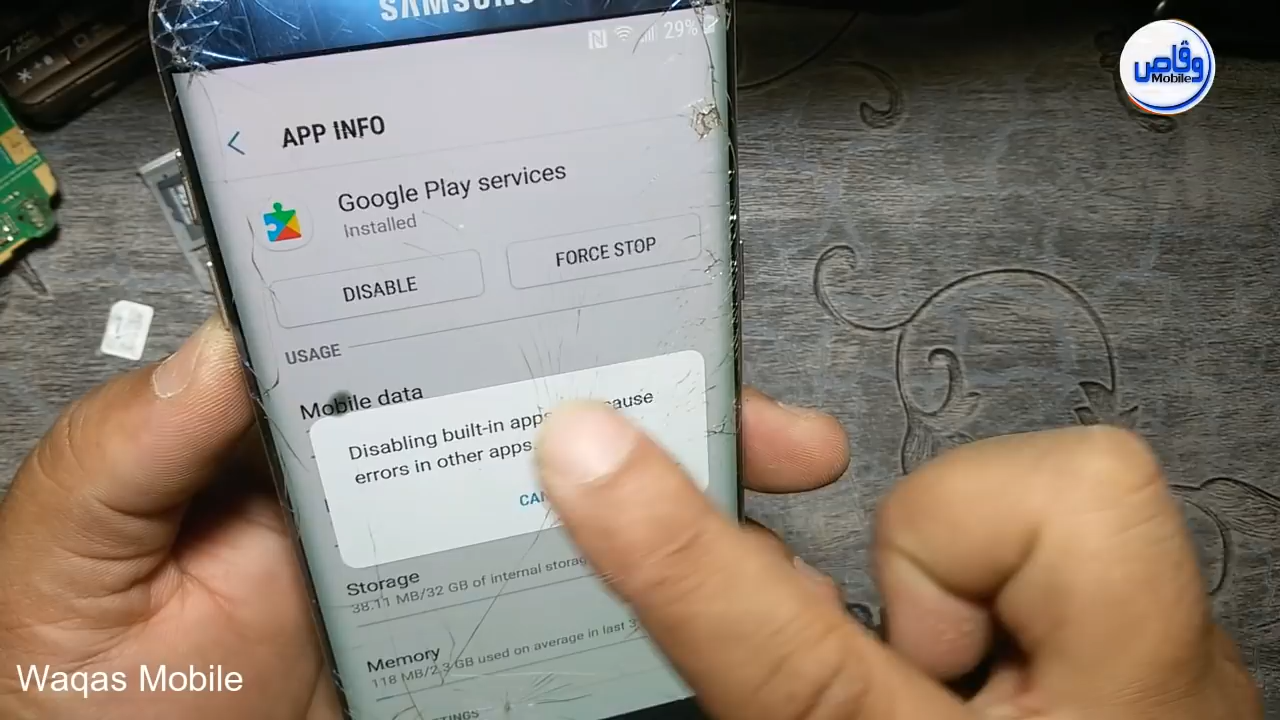 SAMSUNG
29%
وقاص
Mobile
APP INFO
Google Play services
Installed
DISABLE
FORCE STOP
USAGE
Mobile data
Disabling built-in apps cause
errors in other apps.
Storage
38.11 MB/32 GB of internal storag
Memory
118 MB/2.3 GB used on average in last 3
Waqas Mobile